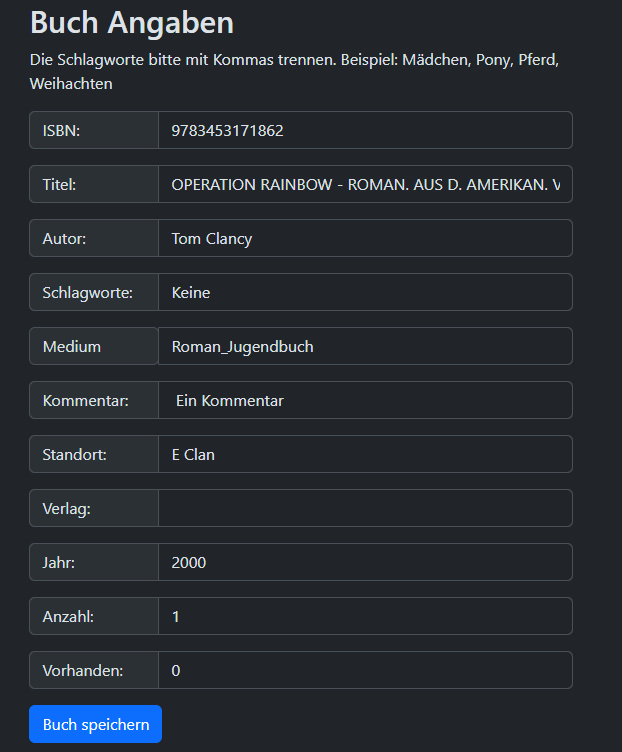 Buch Angaben
Die Schlagworte bitte mit Kommas trennen. Beispiel: Mädchen, Pony, Pferd,
Weihachten
ISBN: 9783453171862
Titel: OPERATION RAINBOW - ROMAN. AUS D. AMERIKAN. V
Autor: Tom Clancy
Schlagworte: Keine
Medium Roman_Jugendbuch
Kommentar: Ein Kommentar
Standort: E Clan
Verlag:
Jahr: 2000
Anzahl: 1
Vorhanden: 0
Buch speichern